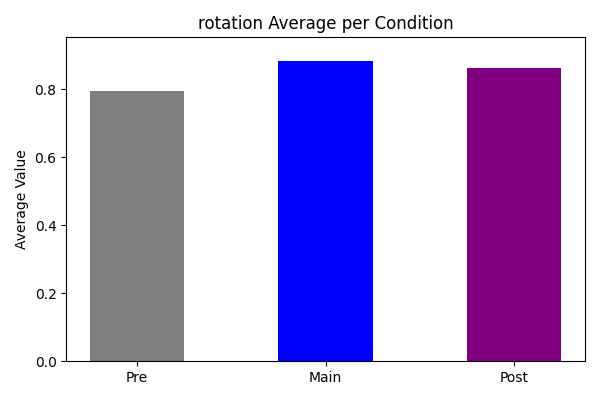 rotation Average per Condition
Average Value
0.8
0.6
0.4
0.2
0.0
Pre
Main
Post